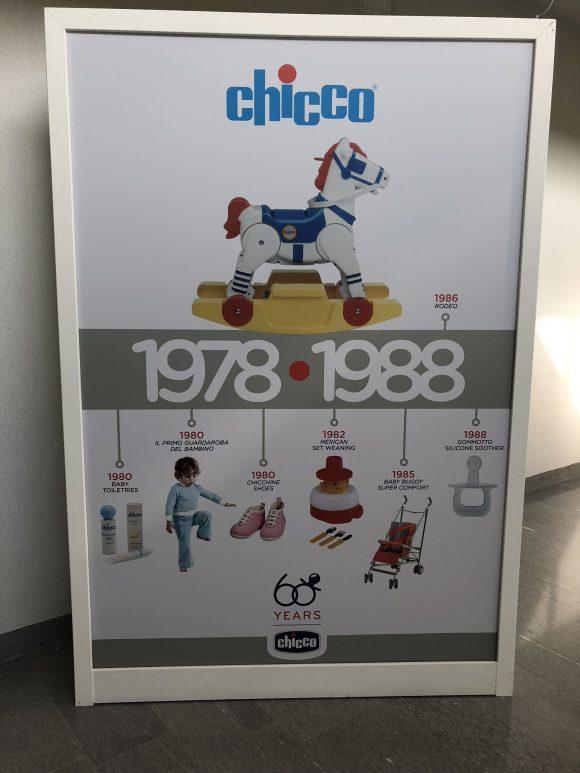 chicco®
1986
RODEO
1978 • 1988
1980
BABY
TOILETRIES
1980
IL PRIMO GUARDAROBA
DEL BAMBINO
1980
CHICCHINE
SHOES
1982
MEXICAN
SET WEANING
1985
BABY BUGGY
SUPER COMFORT
1988
GOMMOTTO
SILICONE SOOTHER
chicco
60
YEARS
chicco